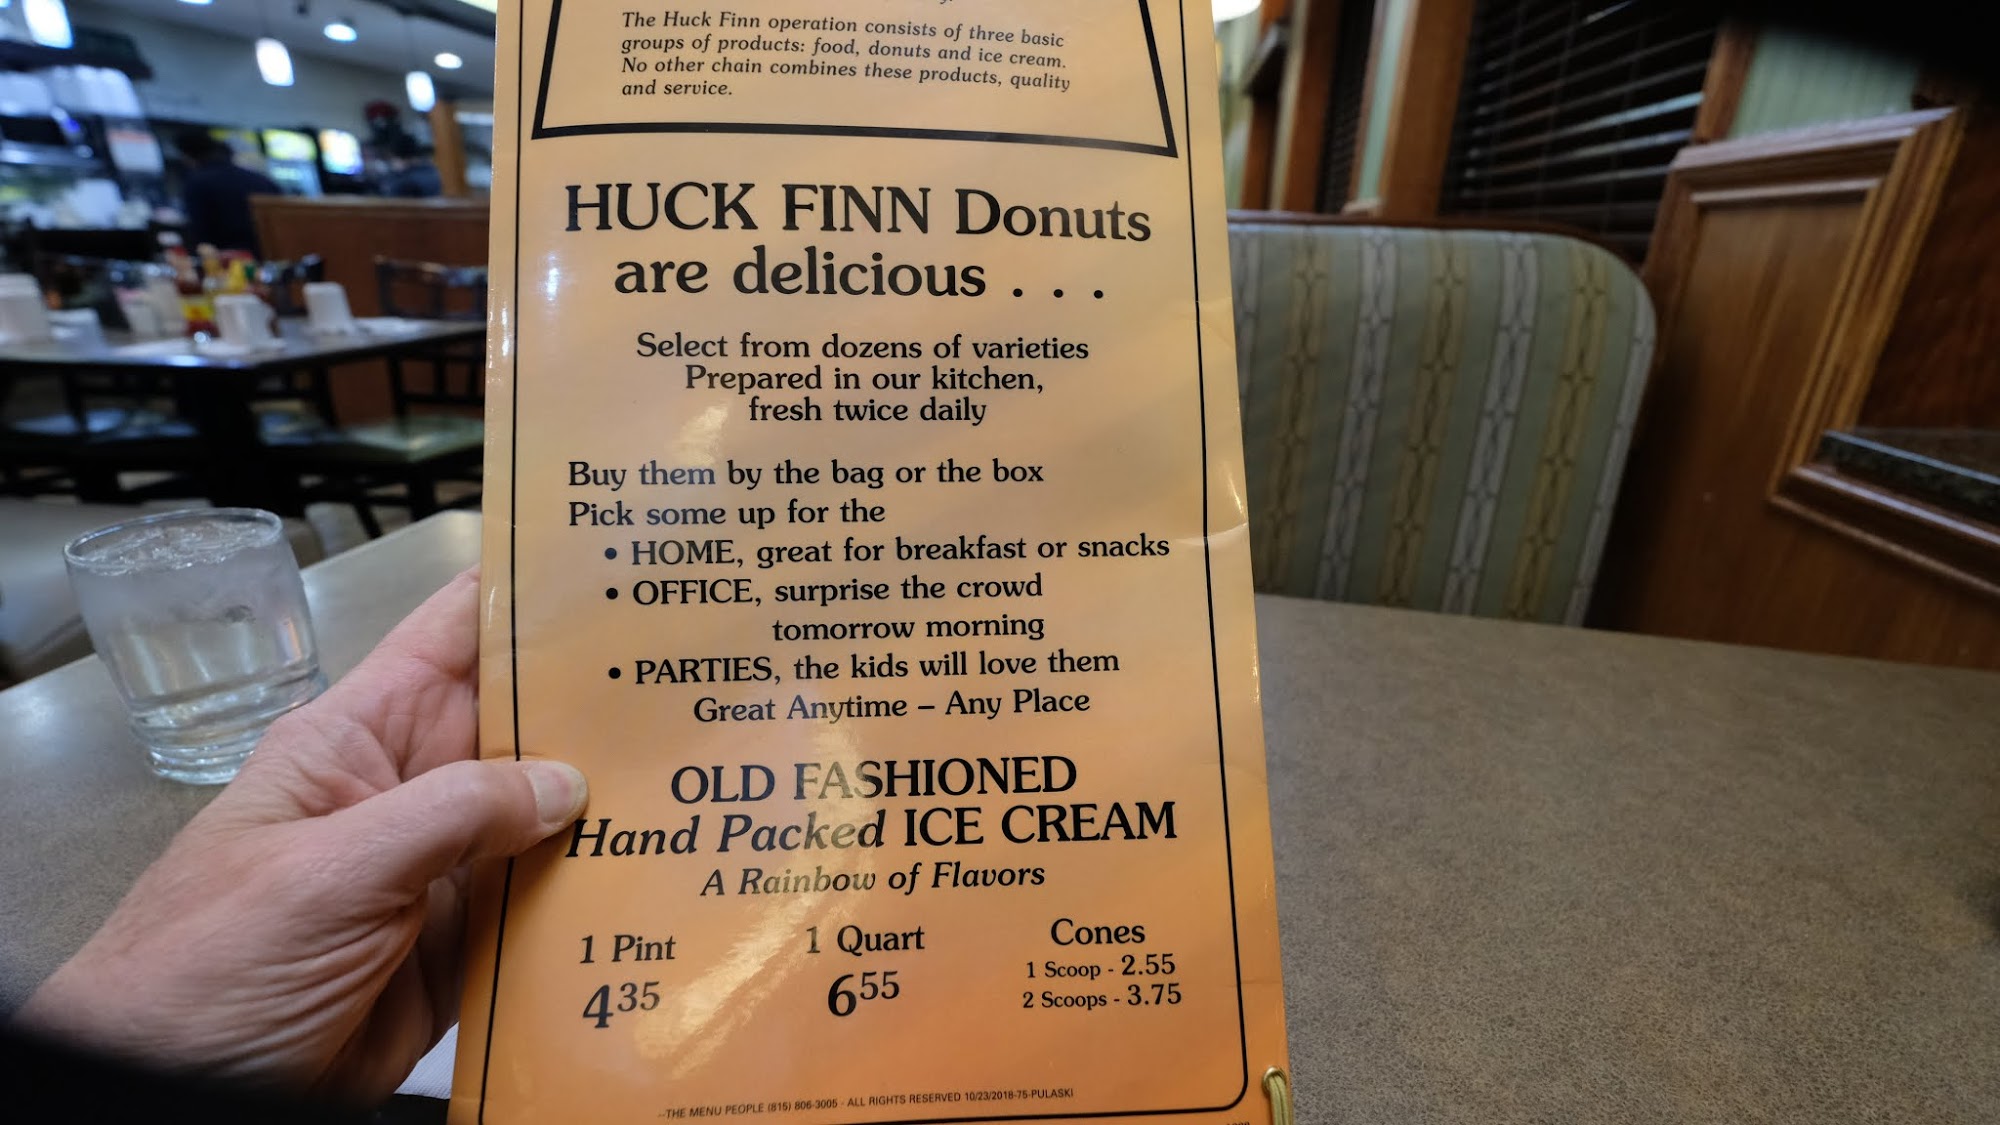 The Huck Finn operation consists of three basic
groups of products: food, donuts and ice cream.
No other chain combines these products, quality
and service.
HUCK FINN Donuts
are delicious . . .
Select from dozens of varieties
Prepared in our kitchen,
fresh twice daily
Buy them by the bag or the box
Pick some up for the
• HOME, great for breakfast or snacks
• OFFICE, surprise the crowd
tomorrow morning
• PARTIES, the kids will love them
Great Anytime – Any Place
OLD FASHIONED
Hand Packed ICE CREAM
A Rainbow of Flavors
1 Pint
4 35
1 Quart
6 55
Cones
1 Scoop - 2.55
2 Scoops - 3.75
--THE MENU PEOPLE (815) 806-3005 - ALL RIGHTS RESERVED 10/23/2018-75-PULASKI